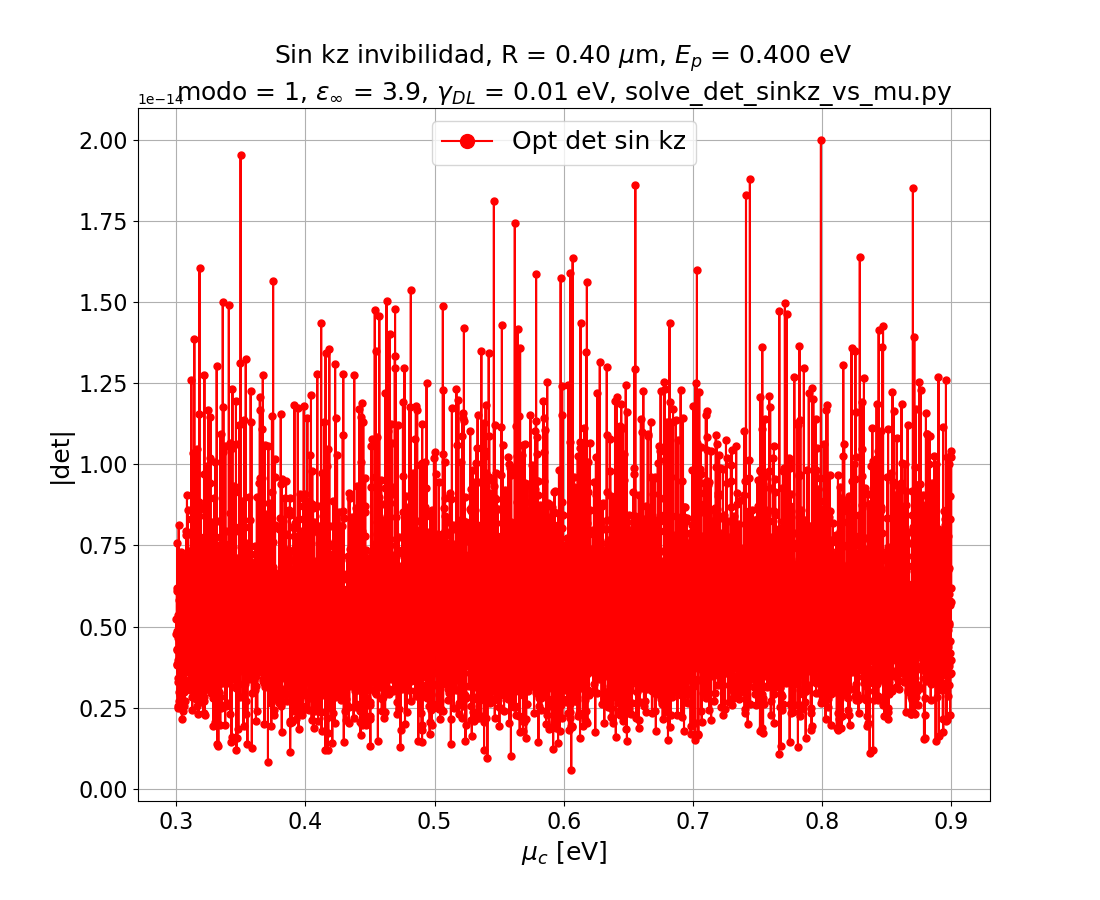 Sin kz invibilidad, R = 0.40 μm, E_p = 0.400 eV
modo = 1, ε_∞ = 3.9, γ_DL = 0.01 eV, solve_det_sinkz_vs_mu.py
1e−14
Opt det sin kz
2.00
1.75
1.50
1.25
1.00
0.75
0.50
0.25
0.00
|det|
0.3 0.4 0.5 0.6 0.7 0.8 0.9
μ_c [eV]